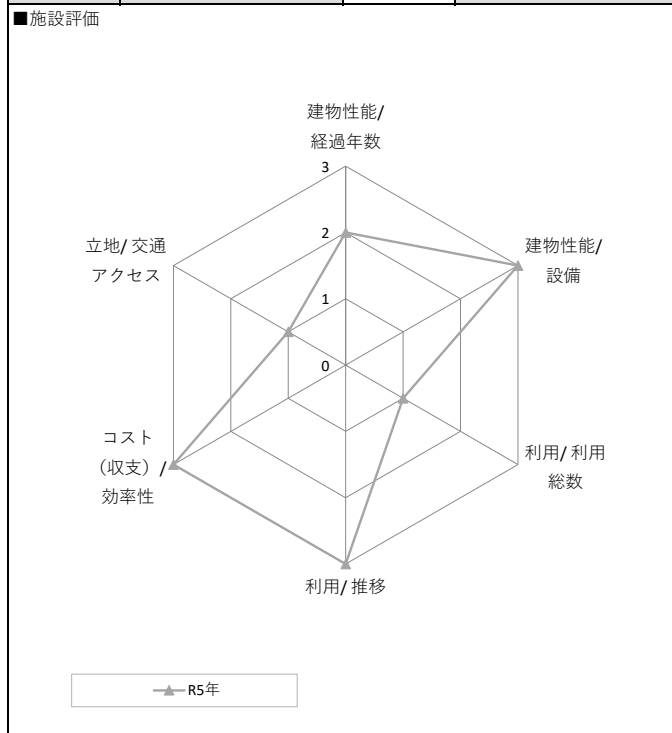 ■施設評価
建物性能/
経過年数
3
2
1
0
建物性能/
設備
利用/ 利用
総数
利用/ 推移
コスト
（収支）/
効率性
立地/ 交通
アクセス
R5年